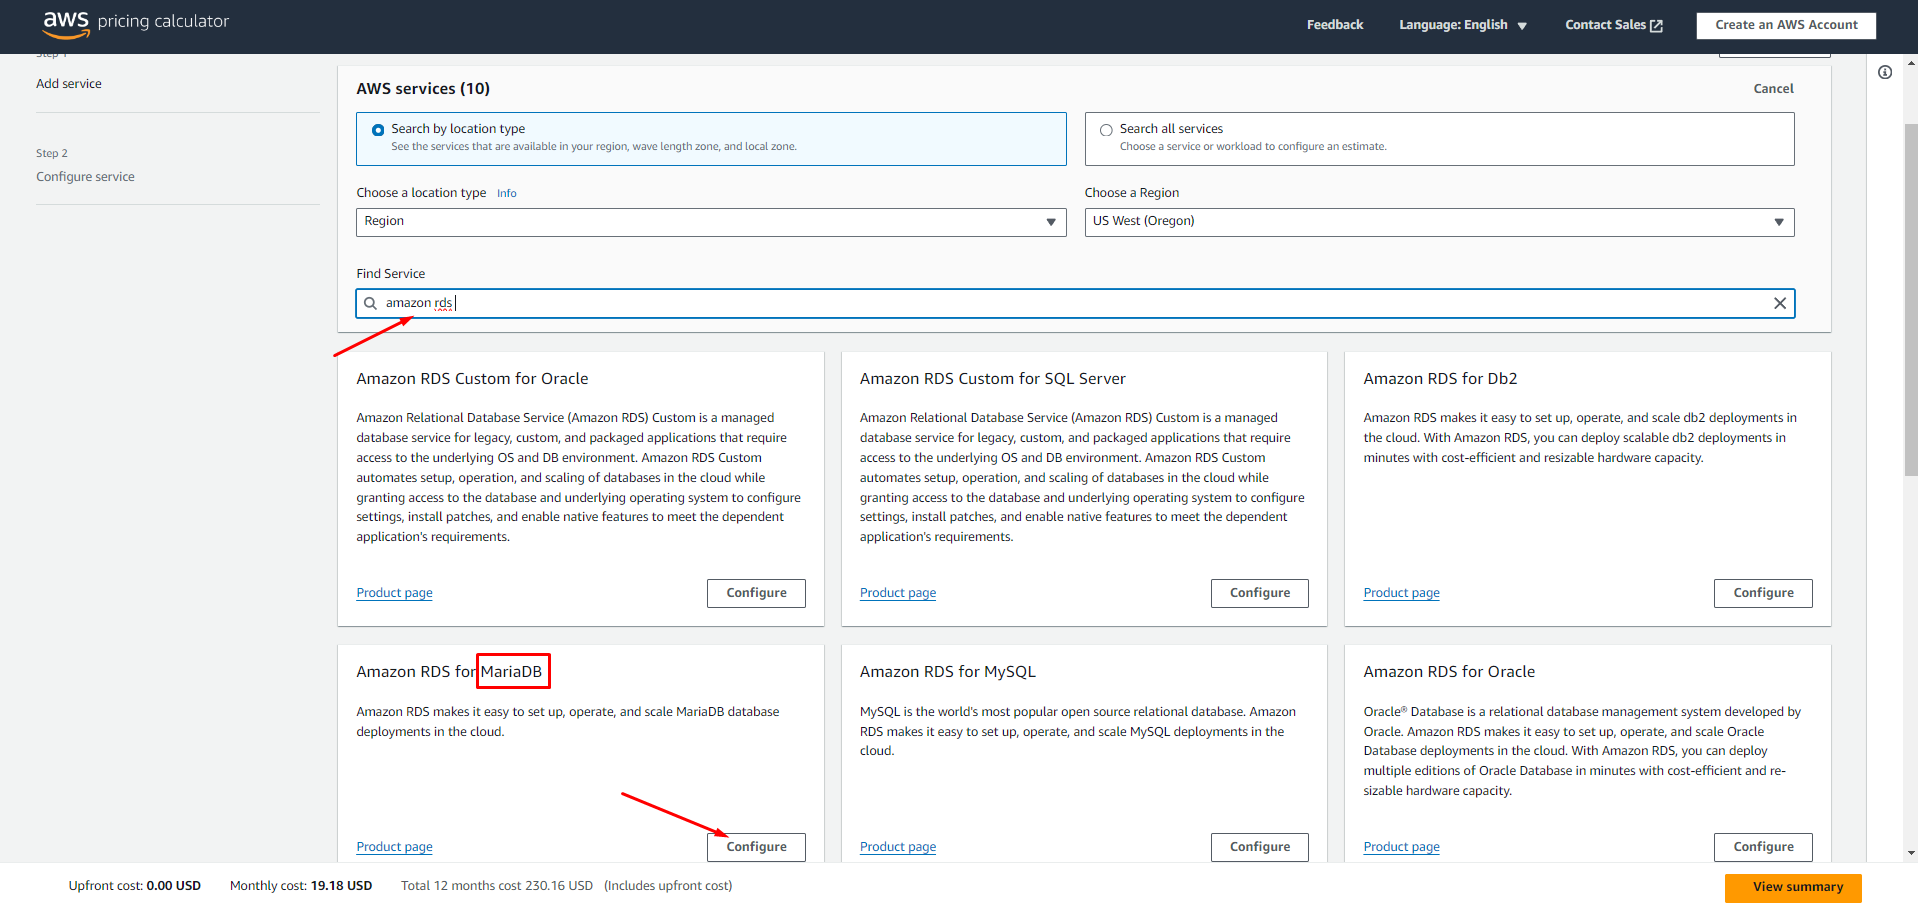 aws pricing calculator
Feedback
Language: English
Contact Sales
Create an AWS Account
Step 1
Add service
Step 2
Configure service
AWS services (10)
Cancel
Search by location type
See the services that are available in your region, wave length zone, and local zone.
Search all services
Choose a service or workload to configure an estimate.
Choose a location type Info
Region
Choose a Region
US West (Oregon)
Find Service
amazon rds
Amazon RDS Custom for Oracle
Amazon Relational Database Service (Amazon RDS) Custom is a managed
database service for legacy, custom, and packaged applications that require
access to the underlying OS and DB environment. Amazon RDS Custom
automates setup, operation, and scaling of databases in the cloud while
granting access to the database and underlying operating system to configure
settings, install patches, and enable native features to meet the dependent
application's requirements.
Product page
Configure
Amazon RDS Custom for SQL Server
Amazon Relational Database Service (Amazon RDS) Custom is a managed
database service for legacy, custom, and packaged applications that require
access to the underlying OS and DB environment. Amazon RDS Custom
automates setup, operation, and scaling of databases in the cloud while
granting access to the database and underlying operating system to configure
settings, install patches, and enable native features to meet the dependent
application's requirements.
Product page
Configure
Amazon RDS for Db2
Amazon RDS makes it easy to set up, operate, and scale db2 deployments in
the cloud. With Amazon RDS, you can deploy scalable db2 deployments in
minutes with cost-efficient and resizable hardware capacity.
Product page
Configure
Amazon RDS for MariaDB
Amazon RDS makes it easy to set up, operate, and scale MariaDB database
deployments in the cloud.
Product page
Configure
Amazon RDS for MySQL
MySQL is the world's most popular open source relational database. Amazon
RDS makes it easy to set up, operate, and scale MySQL deployments in the
cloud.
Product page
Configure
Amazon RDS for Oracle
Oracle® Database is a relational database management system developed by
Oracle. Amazon RDS makes it easy to set up, operate, and scale Oracle
Database deployments in the cloud. With Amazon RDS, you can deploy
multiple editions of Oracle Database in minutes with cost-efficient and re-
sizable hardware capacity.
Product page
Configure
Upfront cost: 0.00 USD
Monthly cost: 19.18 USD
Total 12 months cost 230.16 USD (Includes upfront cost)
View summary